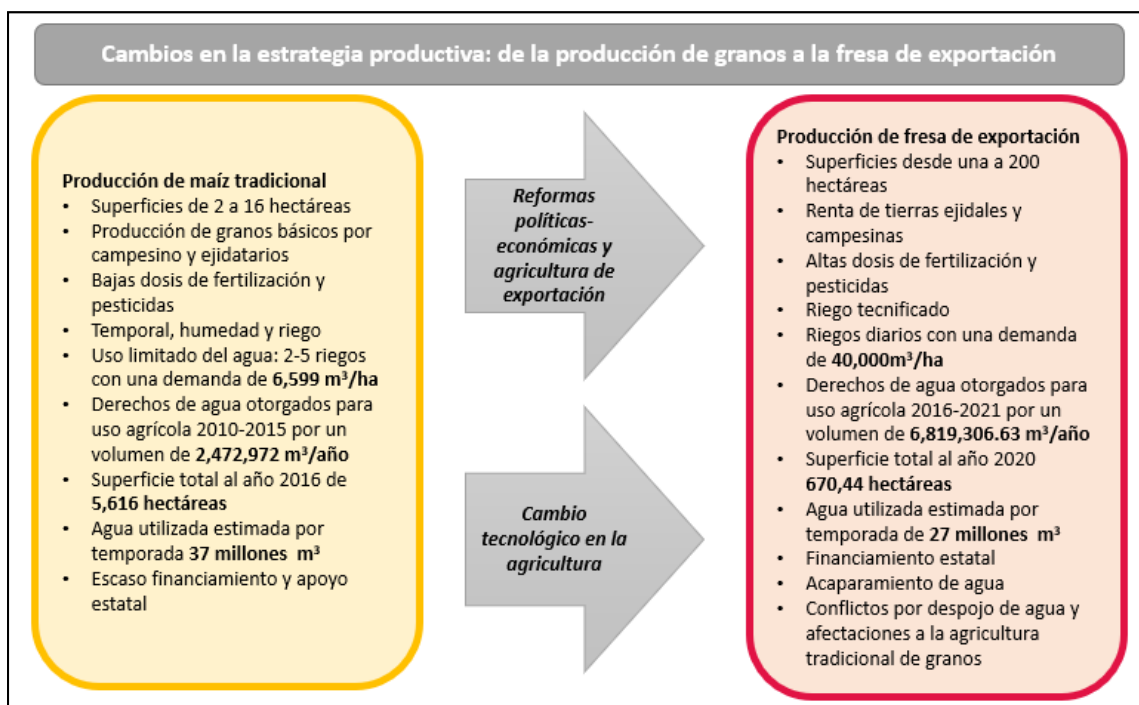 Cambios en la estrategia productiva: de la producción de granos a la fresa de exportación
Producción de maíz tradicional
• Superficies de 2 a 16 hectáreas
• Producción de granos básicos por
campesino y ejidatarios
• Bajas dosis de fertilización y
pesticidas
• Temporal, humedad y riego
• Uso limitado del agua: 2-5 riegos
con una demanda de 6,599 m³/ha
• Derechos de agua otorgados para
uso agrícola 2010-2015 por un
volumen de 2,472,972 m³/año
• Superficie total al año 2016 de
5,616 hectáreas
• Agua utilizada estimada por
temporada 37 millones m³
• Escaso financiamiento y apoyo
estatal
Reformas
políticas-
económicas y
agricultura de
exportación
Cambio
tecnológico en la
agricultura
Producción de fresa de exportación
• Superficies desde una a 200
hectáreas
• Renta de tierras ejidales y
campesinas
• Altas dosis de fertilización y
pesticidas
• Riego tecnificado
• Riegos diarios con una demanda
de 40,000m³/ha
• Derechos de agua otorgados para
uso agrícola 2016-2021 por un
volumen de 6,819,306.63 m³/año
• Superficie total al año 2020
670,44 hectáreas
• Agua utilizada estimada por
temporada de 27 millones m³
• Financiamiento estatal
• Acaparamiento de agua
• Conflictos por despojo de agua y
afectaciones a la agricultura
tradicional de granos